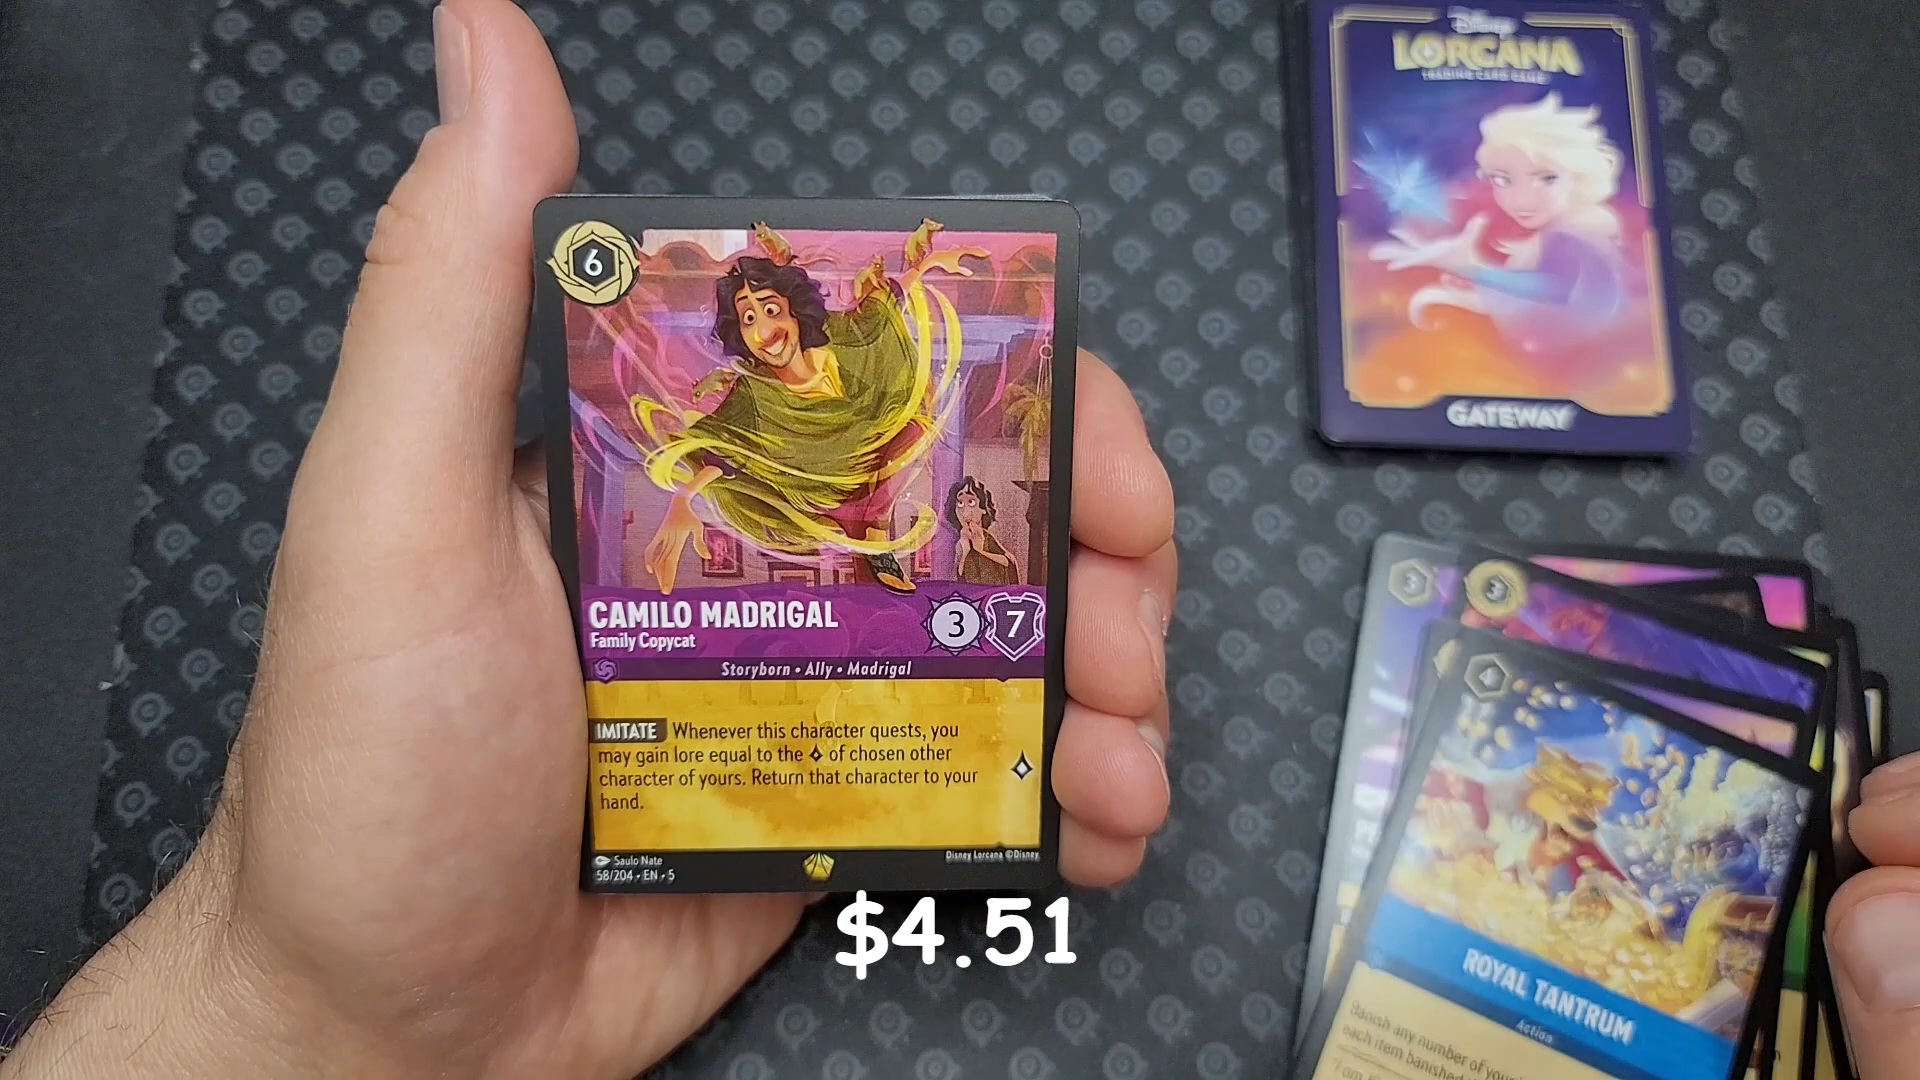 6
CAMILO MADRIGAL
Family Copycat
3
7
Storyborn • Ally • Madrigal
IMITATE Whenever this character quests, you
may gain lore equal to the ⟡ of chosen other
character of yours. Return that character to your
hand.
Saulo Nate
58/204 • EN • 5
Disney Lorcana ©Disney
$4.51
Disney
LORCANA
TRADING CARD GAME
GATEWAY
3
3
4
ROYAL TANTRUM
Action
Banish any number of your
each item banished